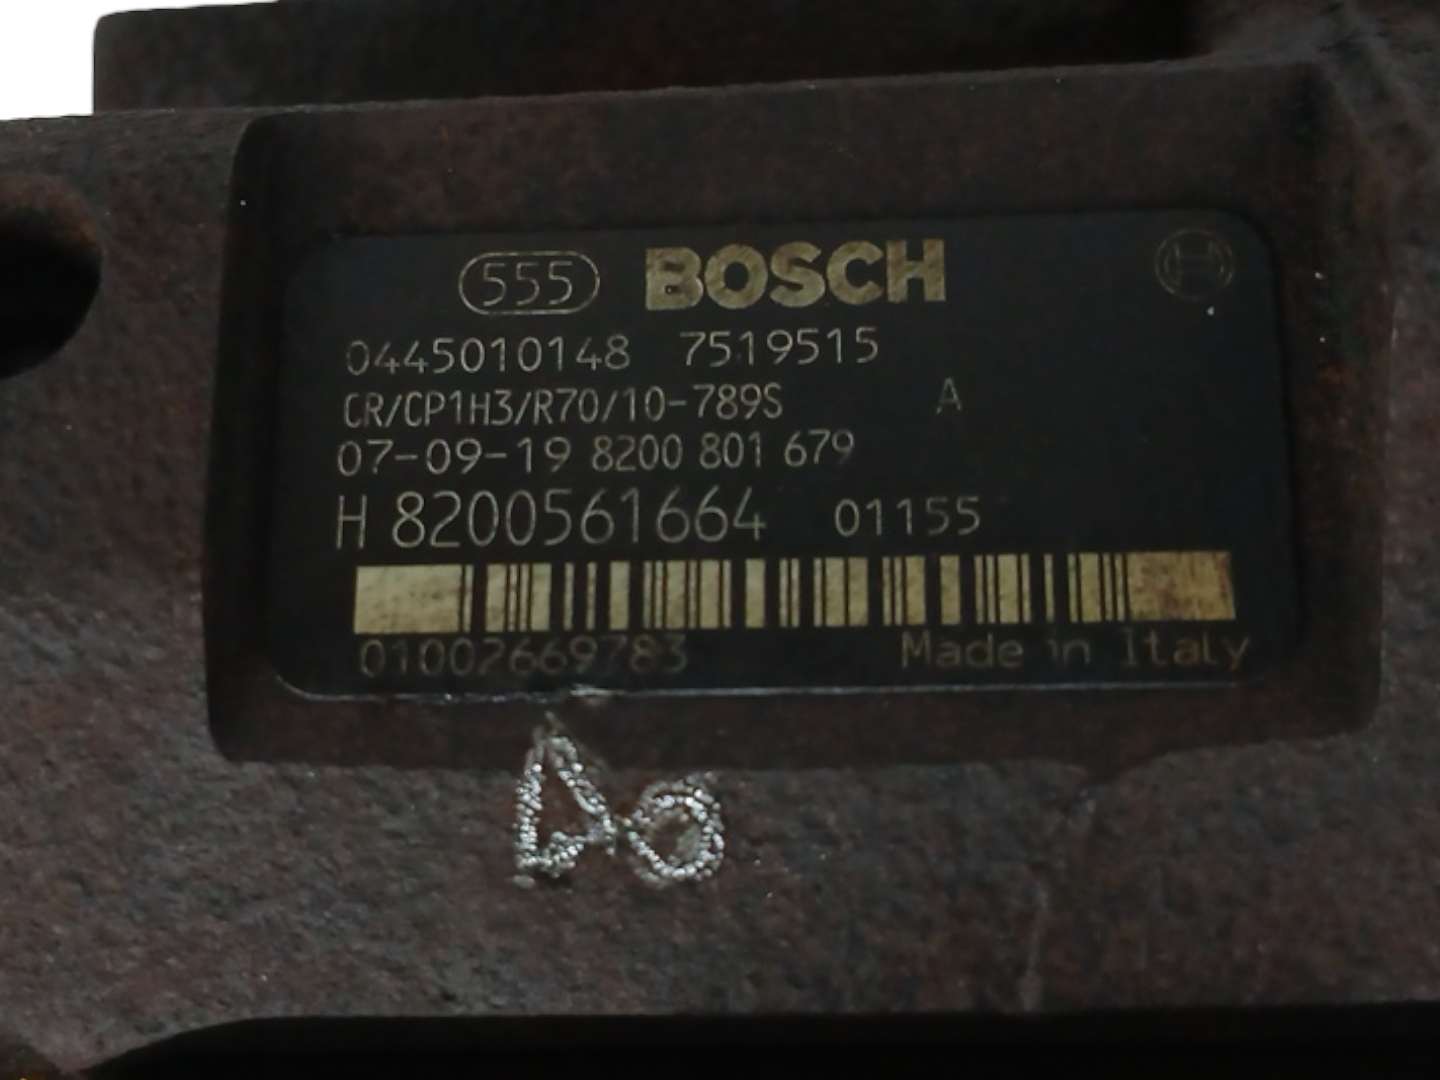 555 BOSCH
0445010148 7519515
CR/CP1H3/R70/10-789S A
07-09-19 8200 801 679
H 8200561664 01155
01002669783 Made in Italy